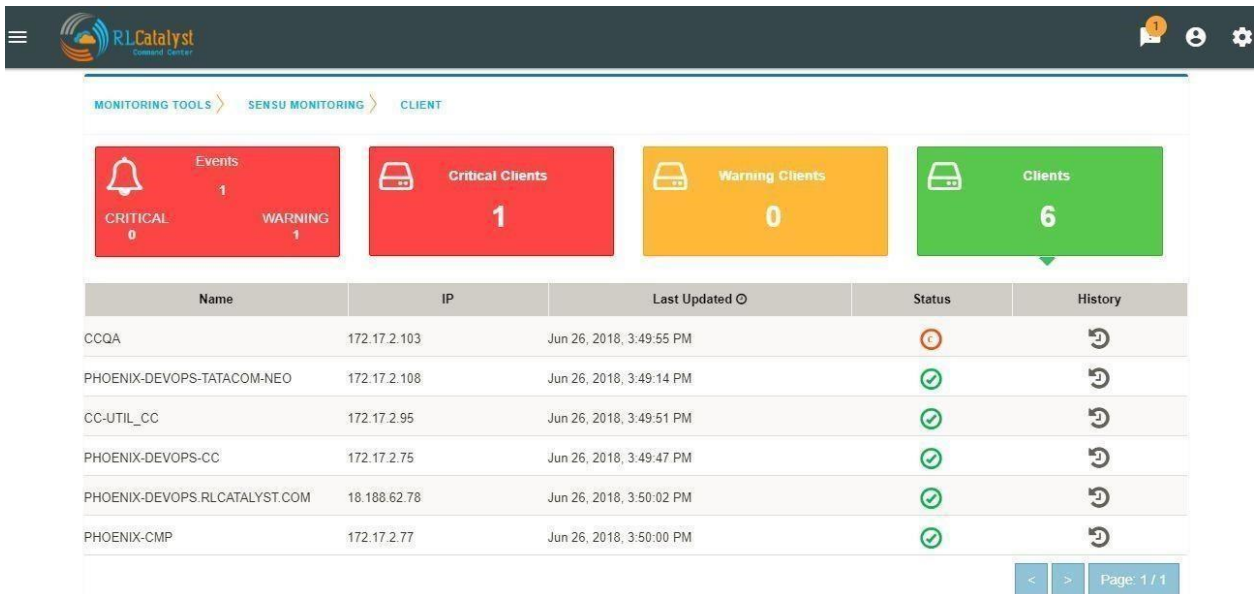 1
RLCatalyst
Command Center
MONITORING TOOLS SENSU MONITORING CLIENT
Events
1
CRITICAL WARNING
0 1
Critical Clients
1
Warning Clients
0
Clients
6
Name IP Last Updated Status History
CCQA 172.17.2.103 Jun 26, 2018, 3:49:55 PM C
PHOENIX-DEVOPS-TATACOM-NEO 172.17.2.108 Jun 26, 2018, 3:49:14 PM
CC-UTIL_CC 172.17.2.95 Jun 26, 2018, 3:49:51 PM
PHOENIX-DEVOPS-CC 172.17.2.75 Jun 26, 2018, 3:49:47 PM
PHOENIX-DEVOPS.RLCATALYST.COM 18.188.62.78 Jun 26, 2018, 3:50:02 PM
PHOENIX-CMP 172.17.2.77 Jun 26, 2018, 3:50:00 PM
< > Page: 1 / 1